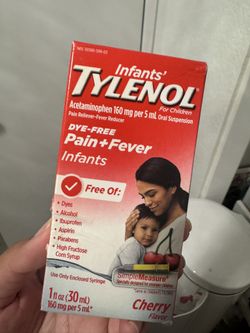 Infants'
TYLENOL
For Children
Acetaminophen 160 mg per 5 mL Oral Suspension
Pain Reliever-Fever Reducer
DYE-FREE
Pain+Fever
Infants
Free Of:
• Dyes
• Alcohol
• Ibuprofen
• Aspirin
• Parabens
• High Fructose
Corn Syrup
Use Only Enclosed Syringe
SimpleMeasure
1 fl oz (30 mL)
160 mg per 5 mL
Cherry
Flavor